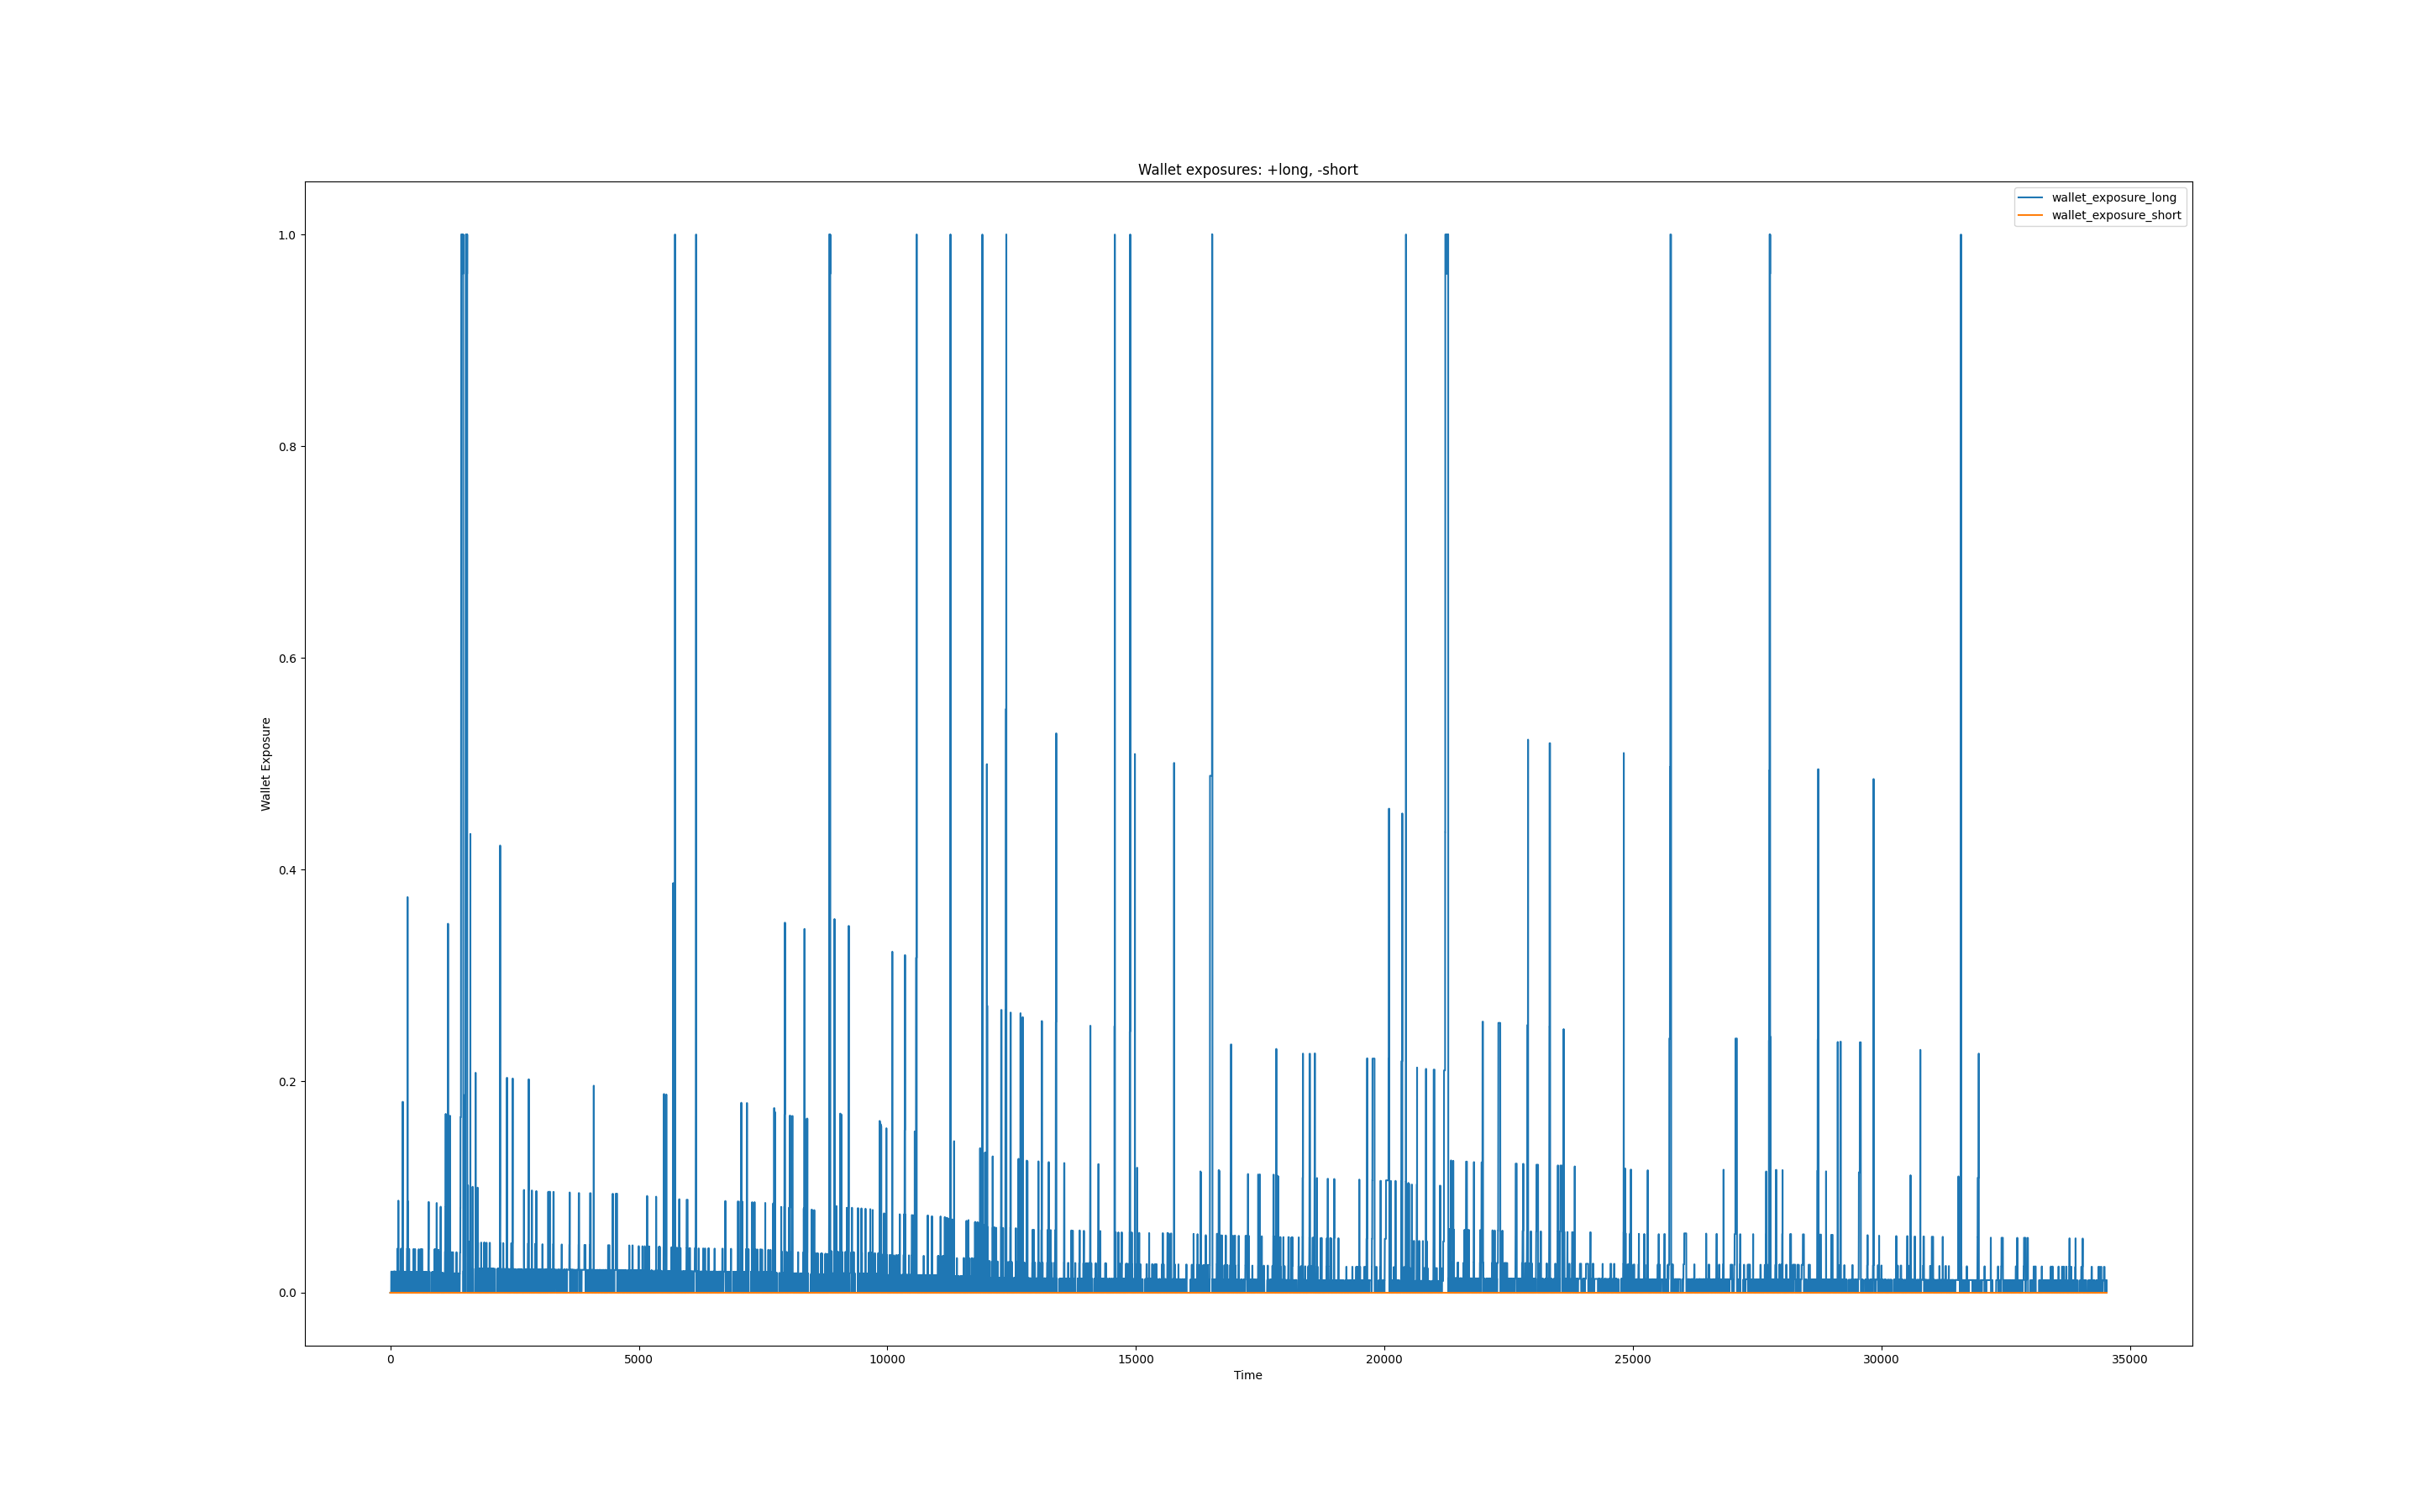 Wallet exposures: +long, -short
wallet_exposure_long
wallet_exposure_short
1.0
0.8
0.6
0.4
0.2
0.0
Wallet Exposure
0 5000 10000 15000 20000 25000 30000 35000
Time